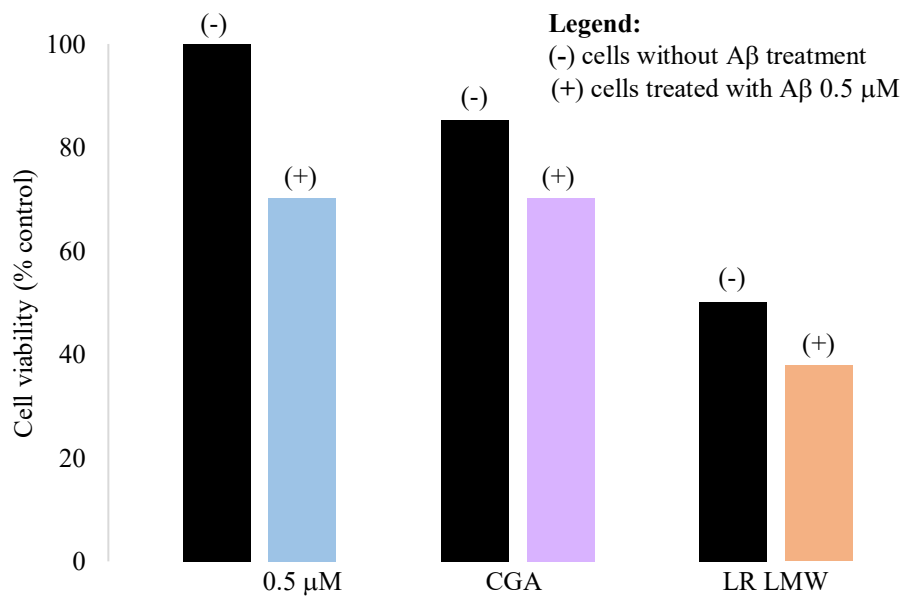 Legend:
(-) cells without Aβ treatment
(+) cells treated with Aβ 0.5 μM
Cell viability (% control)
100
80
60
40
20
0
(-)
(+)
(-)
(+)
(-)
(+)
0.5 μM
CGA
LR LMW